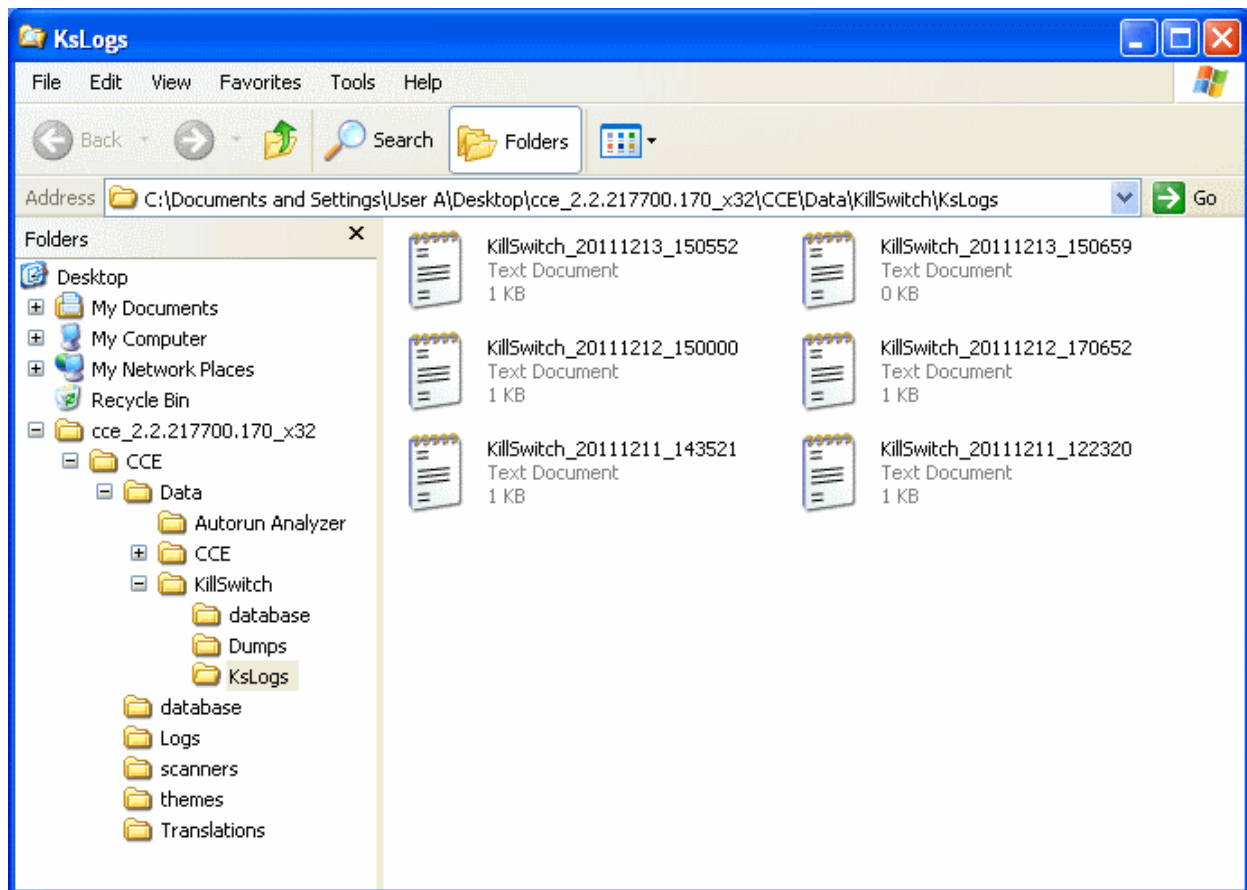 KsLogs
File Edit View Favorites Tools Help
Back Search Folders
Address C:\Documents and Settings\User A\Desktop\cce_2.2.217700.170_x32\CCE\Data\KillSwitch\KsLogs Go
Folders
Desktop
My Documents
My Computer
My Network Places
Recycle Bin
cce_2.2.217700.170_x32
CCE
Data
Autorun Analyzer
CCE
KillSwitch
database
Dumps
KsLogs
database
Logs
scanners
themes
Translations
KillSwitch_20111213_150552
Text Document
1 KB
KillSwitch_20111213_150659
Text Document
0 KB
KillSwitch_20111212_150000
Text Document
1 KB
KillSwitch_20111212_170652
Text Document
1 KB
KillSwitch_20111211_143521
Text Document
1 KB
KillSwitch_20111211_122320
Text Document
1 KB